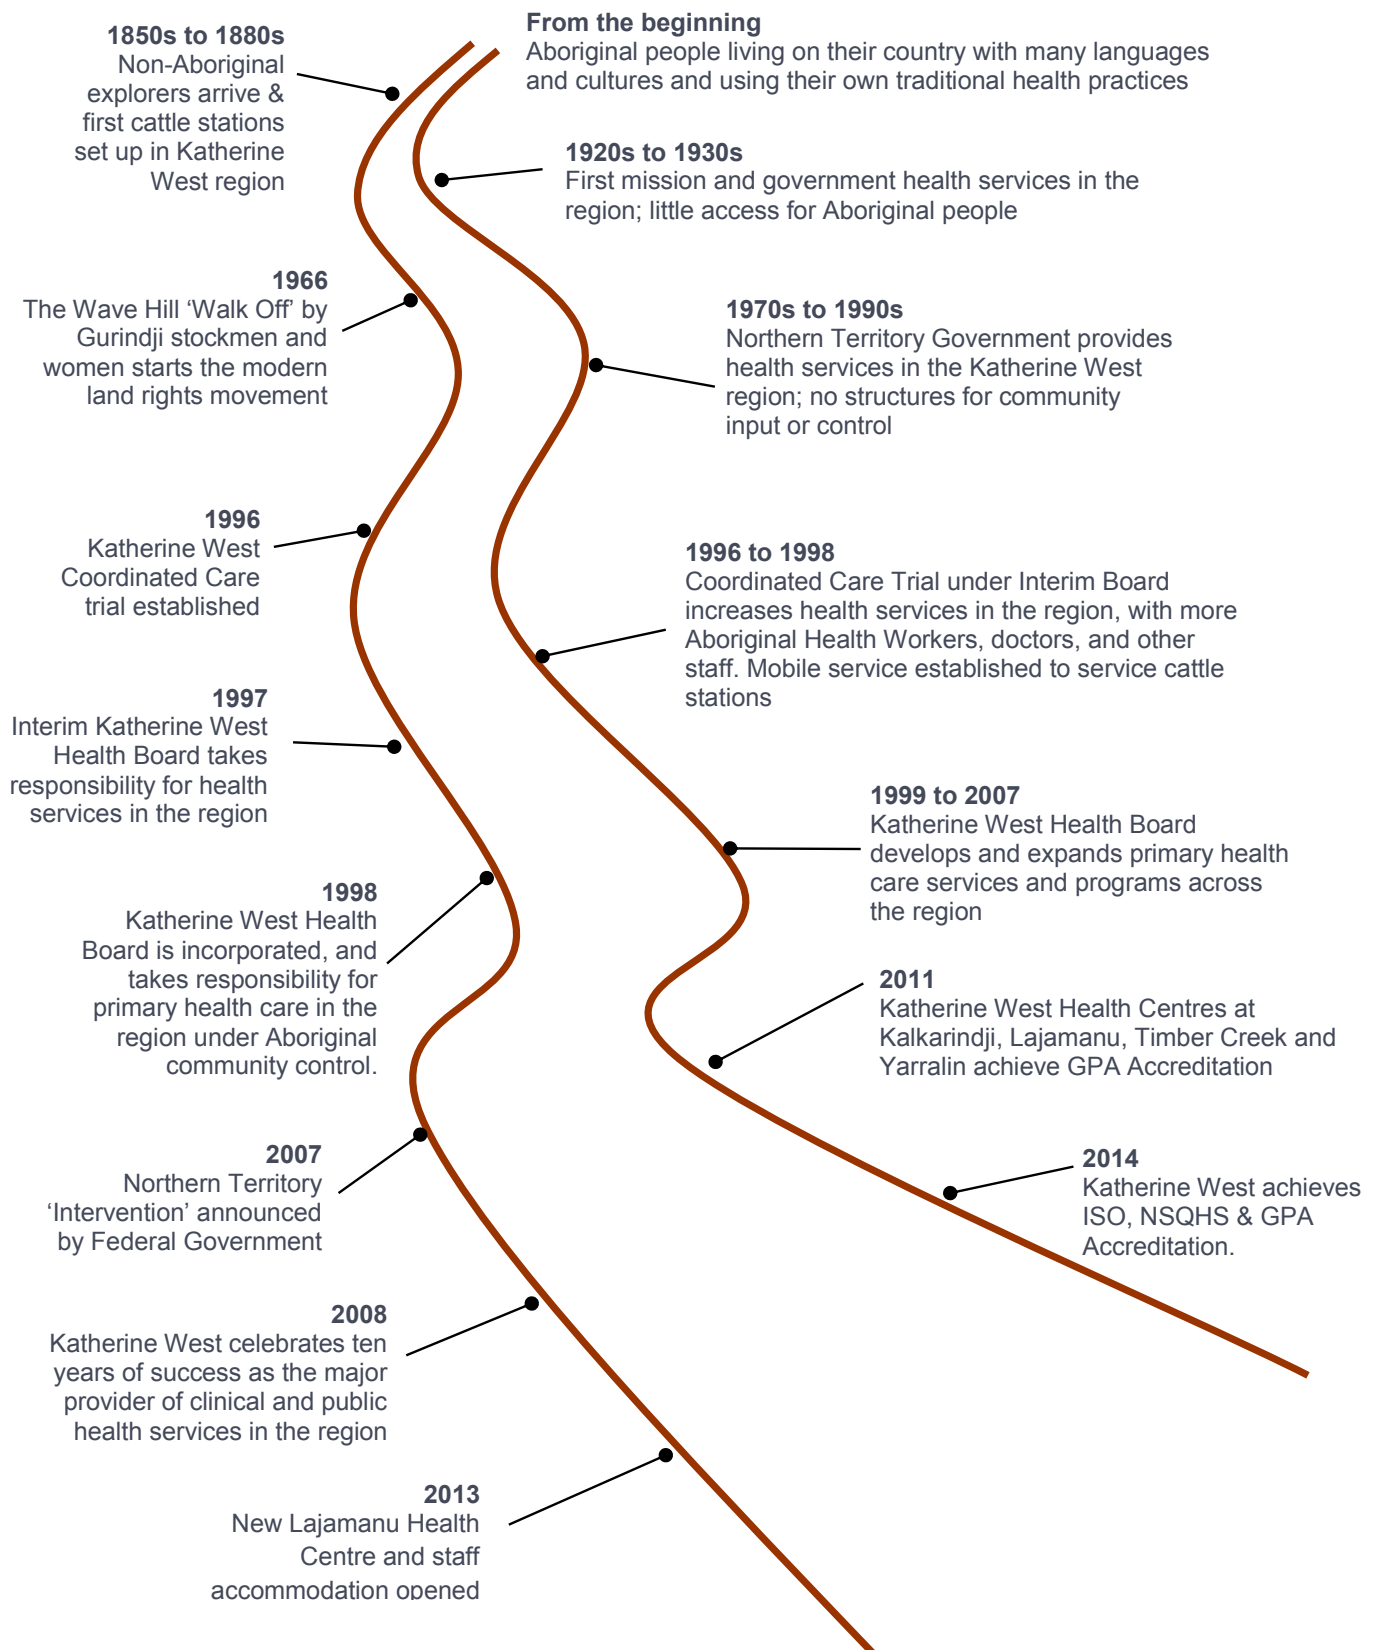 From the beginning
Aboriginal people living on their country with many languages
and cultures and using their own traditional health practices
1850s to 1880s
Non-Aboriginal
explorers arrive &
first cattle stations
set up in Katherine
West region
1920s to 1930s
First mission and government health services in the
region; little access for Aboriginal people
1966
The Wave Hill ‘Walk Off’ by
Gurindji stockmen and
women starts the modern
land rights movement
1970s to 1990s
Northern Territory Government provides
health services in the Katherine West
region; no structures for community
input or control
1996
Katherine West
Coordinated Care
trial established
1996 to 1998
Coordinated Care Trial under Interim Board
increases health services in the region, with more
Aboriginal Health Workers, doctors, and other
staff. Mobile service established to service cattle
stations
1997
Interim Katherine West
Health Board takes
responsibility for health
services in the region
1998
Katherine West Health
Board is incorporated, and
takes responsibility for
primary health care in the
region under Aboriginal
community control.
1999 to 2007
Katherine West Health Board
develops and expands primary health
care services and programs across
the region
2007
Northern Territory
‘Intervention’ announced
by Federal Government
2008
Katherine West celebrates ten
years of success as the major
provider of clinical and public
health services in the region
2011
Katherine West Health Centres at
Kalkarindji, Lajamanu, Timber Creek and
Yarralin achieve GPA Accreditation
2013
New Lajamanu Health
Centre and staff
accommodation opened
2014
Katherine West achieves
ISO, NSQHS & GPA
Accreditation.